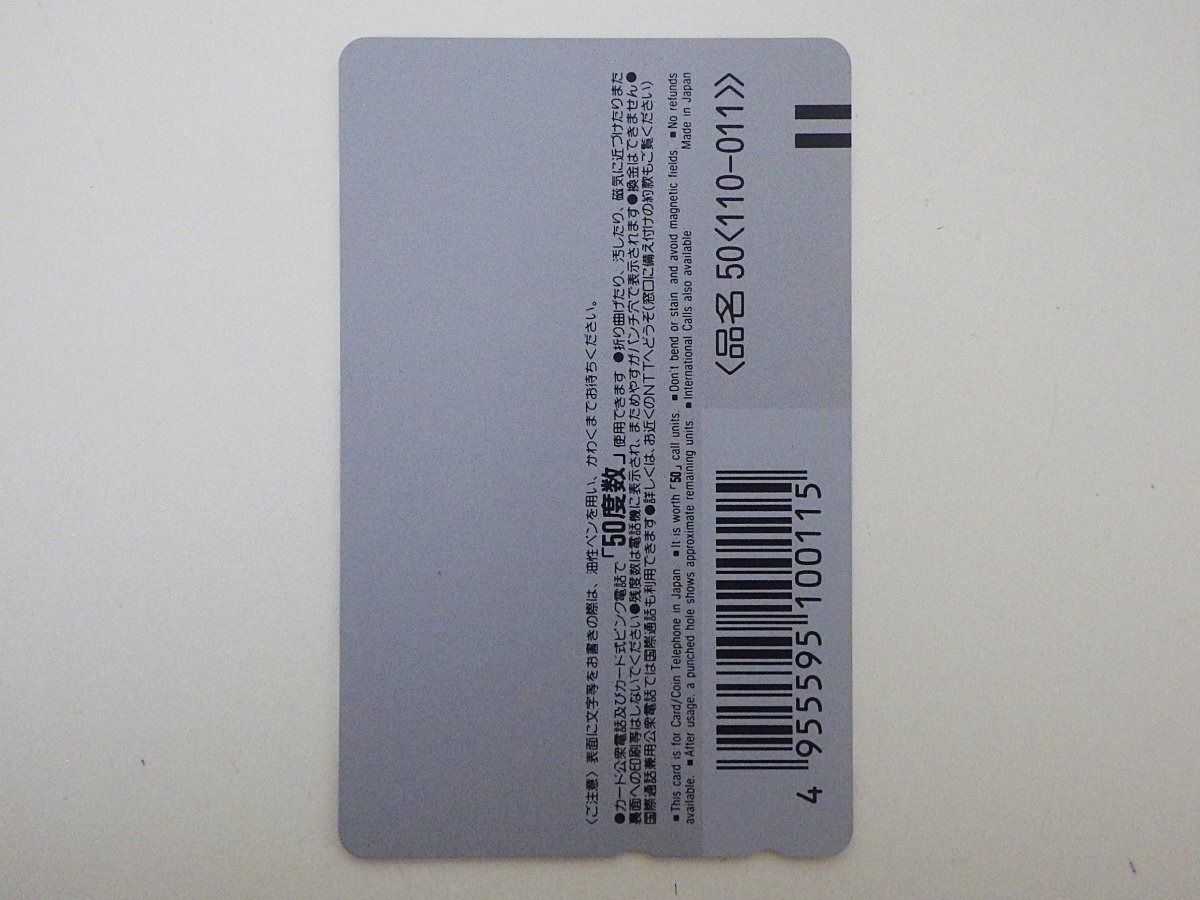 〈ご注意〉表面に文字等をお書きの際は、油性ペンを用い、かわくまでお待ちください。
●カード公衆電話及びカード式ピンク電話で「50度数」使用できます ●折り曲げたり、汚したり、磁気に近づけたりまた
裏面への印刷等はしないでください●残度数は電話機に表示され、まためやすがパンチ穴で表示されます●換金はできません●
国際通話兼用公衆電話では国際通話も利用できます●詳しくは、お近くのNTTへどうぞ(窓口に備え付けの約款もご覧ください)
■This card is for Card/Coin Telephone in Japan ■It is worth「50」call units. ■Don't bend or stain and avoid magnetic fields. ■No refunds
available. ■After usage, a punched hole shows approximate remaining units. ■International Calls also available Made in Japan
〈品名 50〈110-011〉〉
4 955595 100115